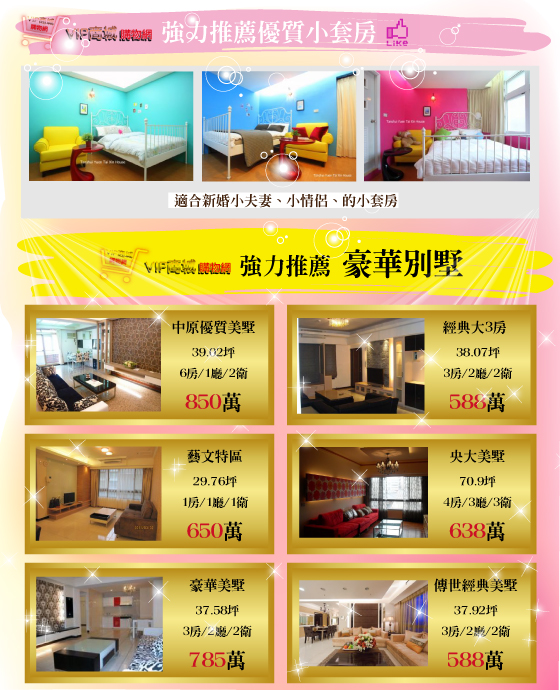 VIP商城 購物網 強力推薦優質小套房
LIKE
適合新婚小夫妻、小情侶、的小套房
VIP商城 購物網 強力推薦 豪華別墅
中原優質美墅
39.02坪
6房/1廳/2衛
850萬
經典大3房
38.07坪
3房/2廳/2衛
588萬
藝文特區
29.76坪
1房/1廳/1衛
650萬
央大美墅
70.9坪
4房/3廳/3衛
638萬
豪華美墅
37.58坪
3房/2廳/2衛
785萬
傳世經典美墅
37.92坪
3房/2廳/2衛
588萬